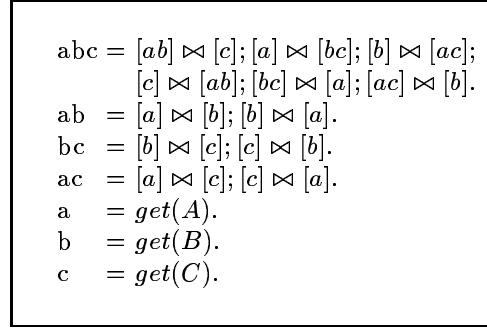 abc = [ab] ⋈ [c]; [a] ⋈ [bc]; [b] ⋈ [ac];
[c] ⋈ [ab]; [bc] ⋈ [a]; [ac] ⋈ [b].
ab = [a] ⋈ [b]; [b] ⋈ [a].
bc = [b] ⋈ [c]; [c] ⋈ [b].
ac = [a] ⋈ [c]; [c] ⋈ [a].
a = get(A).
b = get(B).
c = get(C).